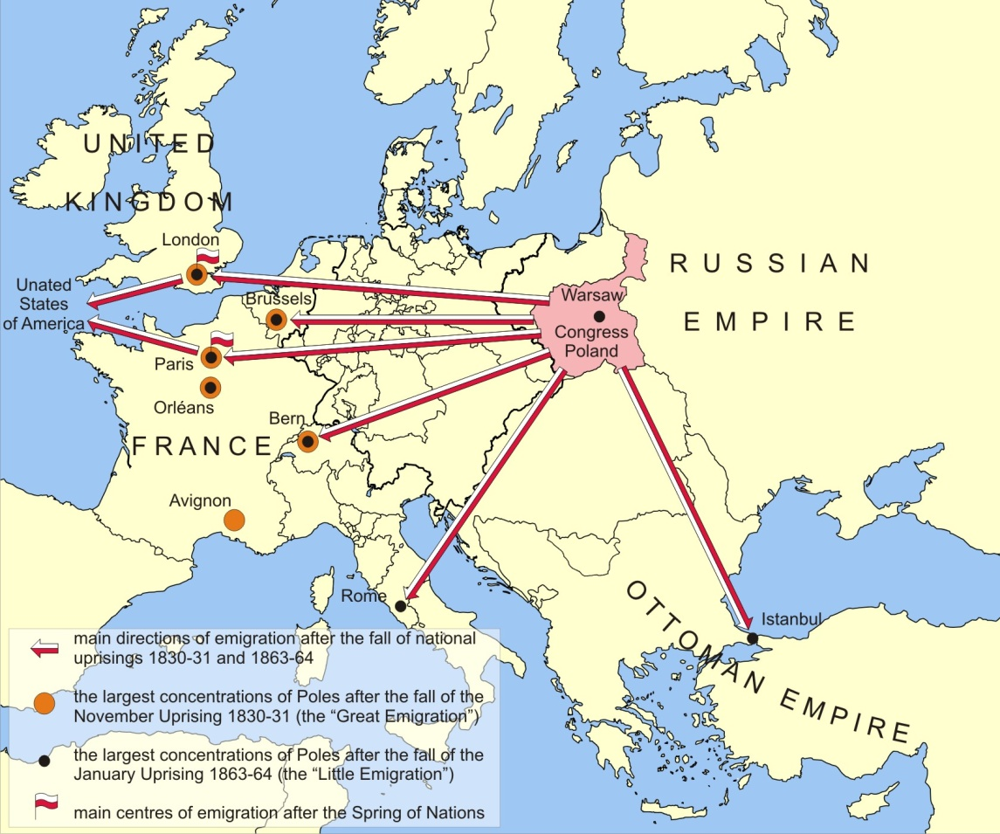 UNITED
KINGDOM
London
Unated
States
of America
Brussels
Paris
Orléans
Bern
FRANCE
Avignon
Rome
Warsaw
Congress
Poland
RUSSIAN
EMPIRE
Istanbul
OTTOMAN EMPIRE
main directions of emigration after the fall of national
uprisings 1830-31 and 1863-64
the largest concentrations of Poles after the fall of the
November Uprising 1830-31 (the “Great Emigration”)
the largest concentrations of Poles after the fall of the
January Uprising 1863-64 (the “Little Emigration”)
main centres of emigration after the Spring of Nations